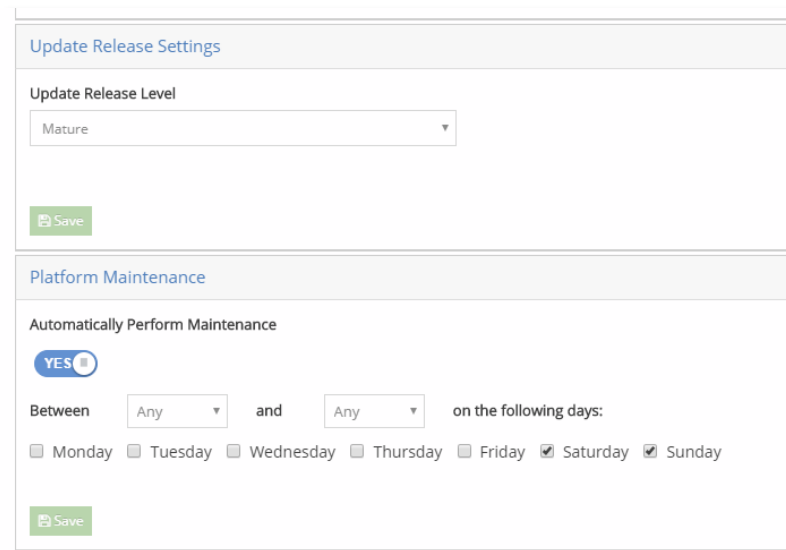 Update Release Settings
Update Release Level
Mature
Save
Platform Maintenance
Automatically Perform Maintenance
YES
Between Any and Any on the following days:
Monday Tuesday Wednesday Thursday Friday Saturday Sunday
Save